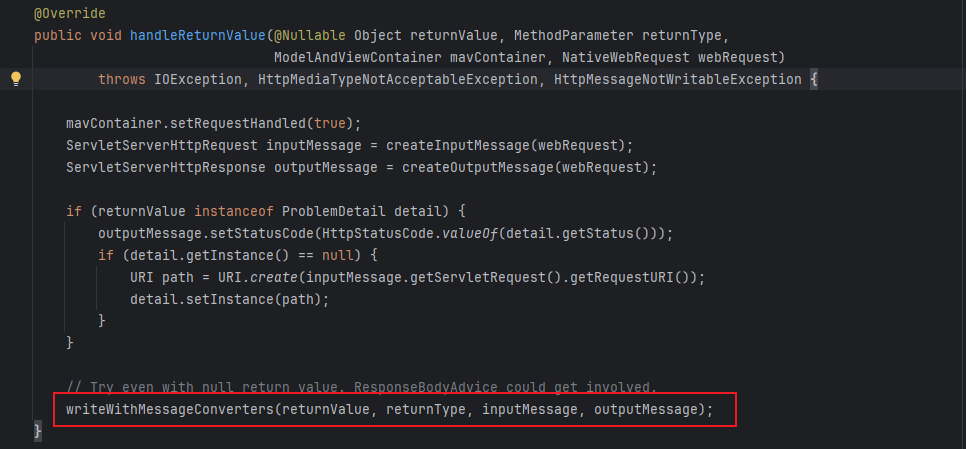 @Override
public void handleReturnValue(@Nullable Object returnValue, MethodParameter returnType,
                              ModelAndViewContainer mavContainer, NativeWebRequest webRequest)
        throws IOException, HttpMediaTypeNotAcceptableException, HttpMessageNotWritableException {

    mavContainer.setRequestHandled(true);
    ServletServerHttpRequest inputMessage = createInputMessage(webRequest);
    ServletServerHttpResponse outputMessage = createOutputMessage(webRequest);

    if (returnValue instanceof ProblemDetail detail) {
        outputMessage.setStatusCode(HttpStatusCode.valueOf(detail.getStatus()));
        if (detail.getInstance() == null) {
            URI path = URI.create(inputMessage.getServletRequest().getRequestURI());
            detail.setInstance(path);
        }
    }

    // Try even with null return value. ResponseBodyAdvice could get involved.
    writeWithMessageConverters(returnValue, returnType, inputMessage, outputMessage);
}